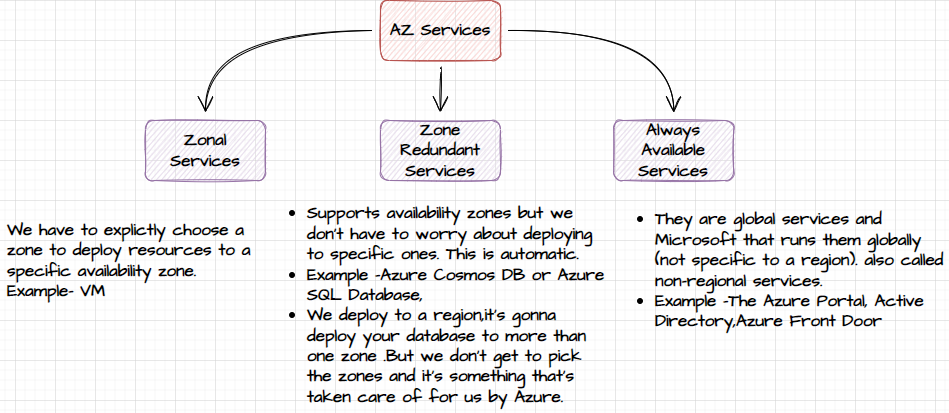 AZ Services
Zonal
Services
Zone
Redundant
Services
Always
Available
Services
We have to explictly choose a
zone to deploy resources to a
specific availability zone.
Example- VM
Supports availability zones but we
don't have to worry about deploying
to specific ones. This is automatic.
Example -Azure Cosmos DB or Azure
SQL Database,
We deploy to a region,it's gonna
deploy your database to more than
one zone .But we don't get to pick
the zones and it's something that's
taken care of for us by Azure.
They are global services and
Microsoft that runs them globally
(not specific to a region). also called
non-regional services.
Example -The Azure Portal, Active
Directory,Azure Front Door